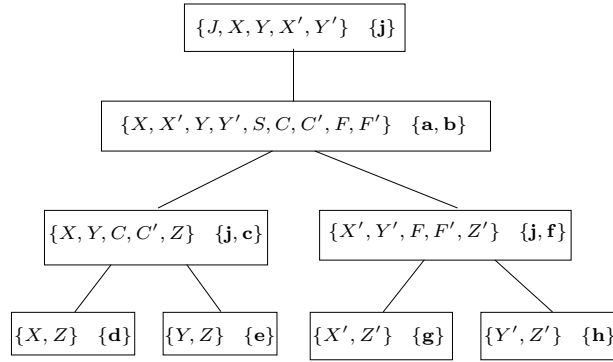 {J, X, Y, X′, Y′} {j}
{X, X′, Y, Y′, S, C, C′, F, F′} {a, b}
{X, Y, C, C′, Z} {j, c}
{X′, Y′, F, F′, Z′} {j, f}
{X, Z} {d}
{Y, Z} {e}
{X′, Z′} {g}
{Y′, Z′} {h}